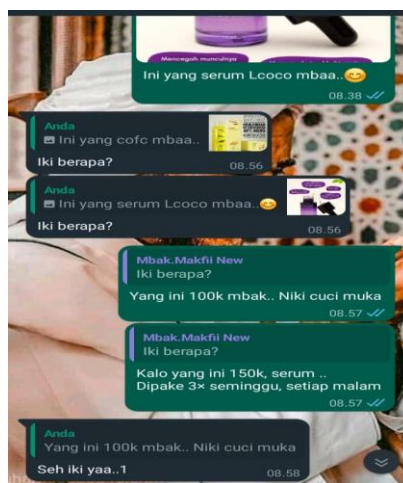 Mencegah munculnya
Ini yang serum Lcoco mbaa..😊
08.38
Anda
Ini yang cofc mbaa..
Iki berapa?
08.56
Anda
Ini yang serum Lcoco mbaa..😊
Iki berapa?
08.56
Mbak.Makfii New
Iki berapa?
Yang ini 100k mbak.. Niki cuci muka
08.57
Mbak.Makfii New
Iki berapa?
Kalo yang ini 150k, serum ..
Dipake 3× seminggu, setiap malam
08.57
Anda
Yang ini 100k mbak.. Niki cuci muka
Seh iki yaa..1
08.58